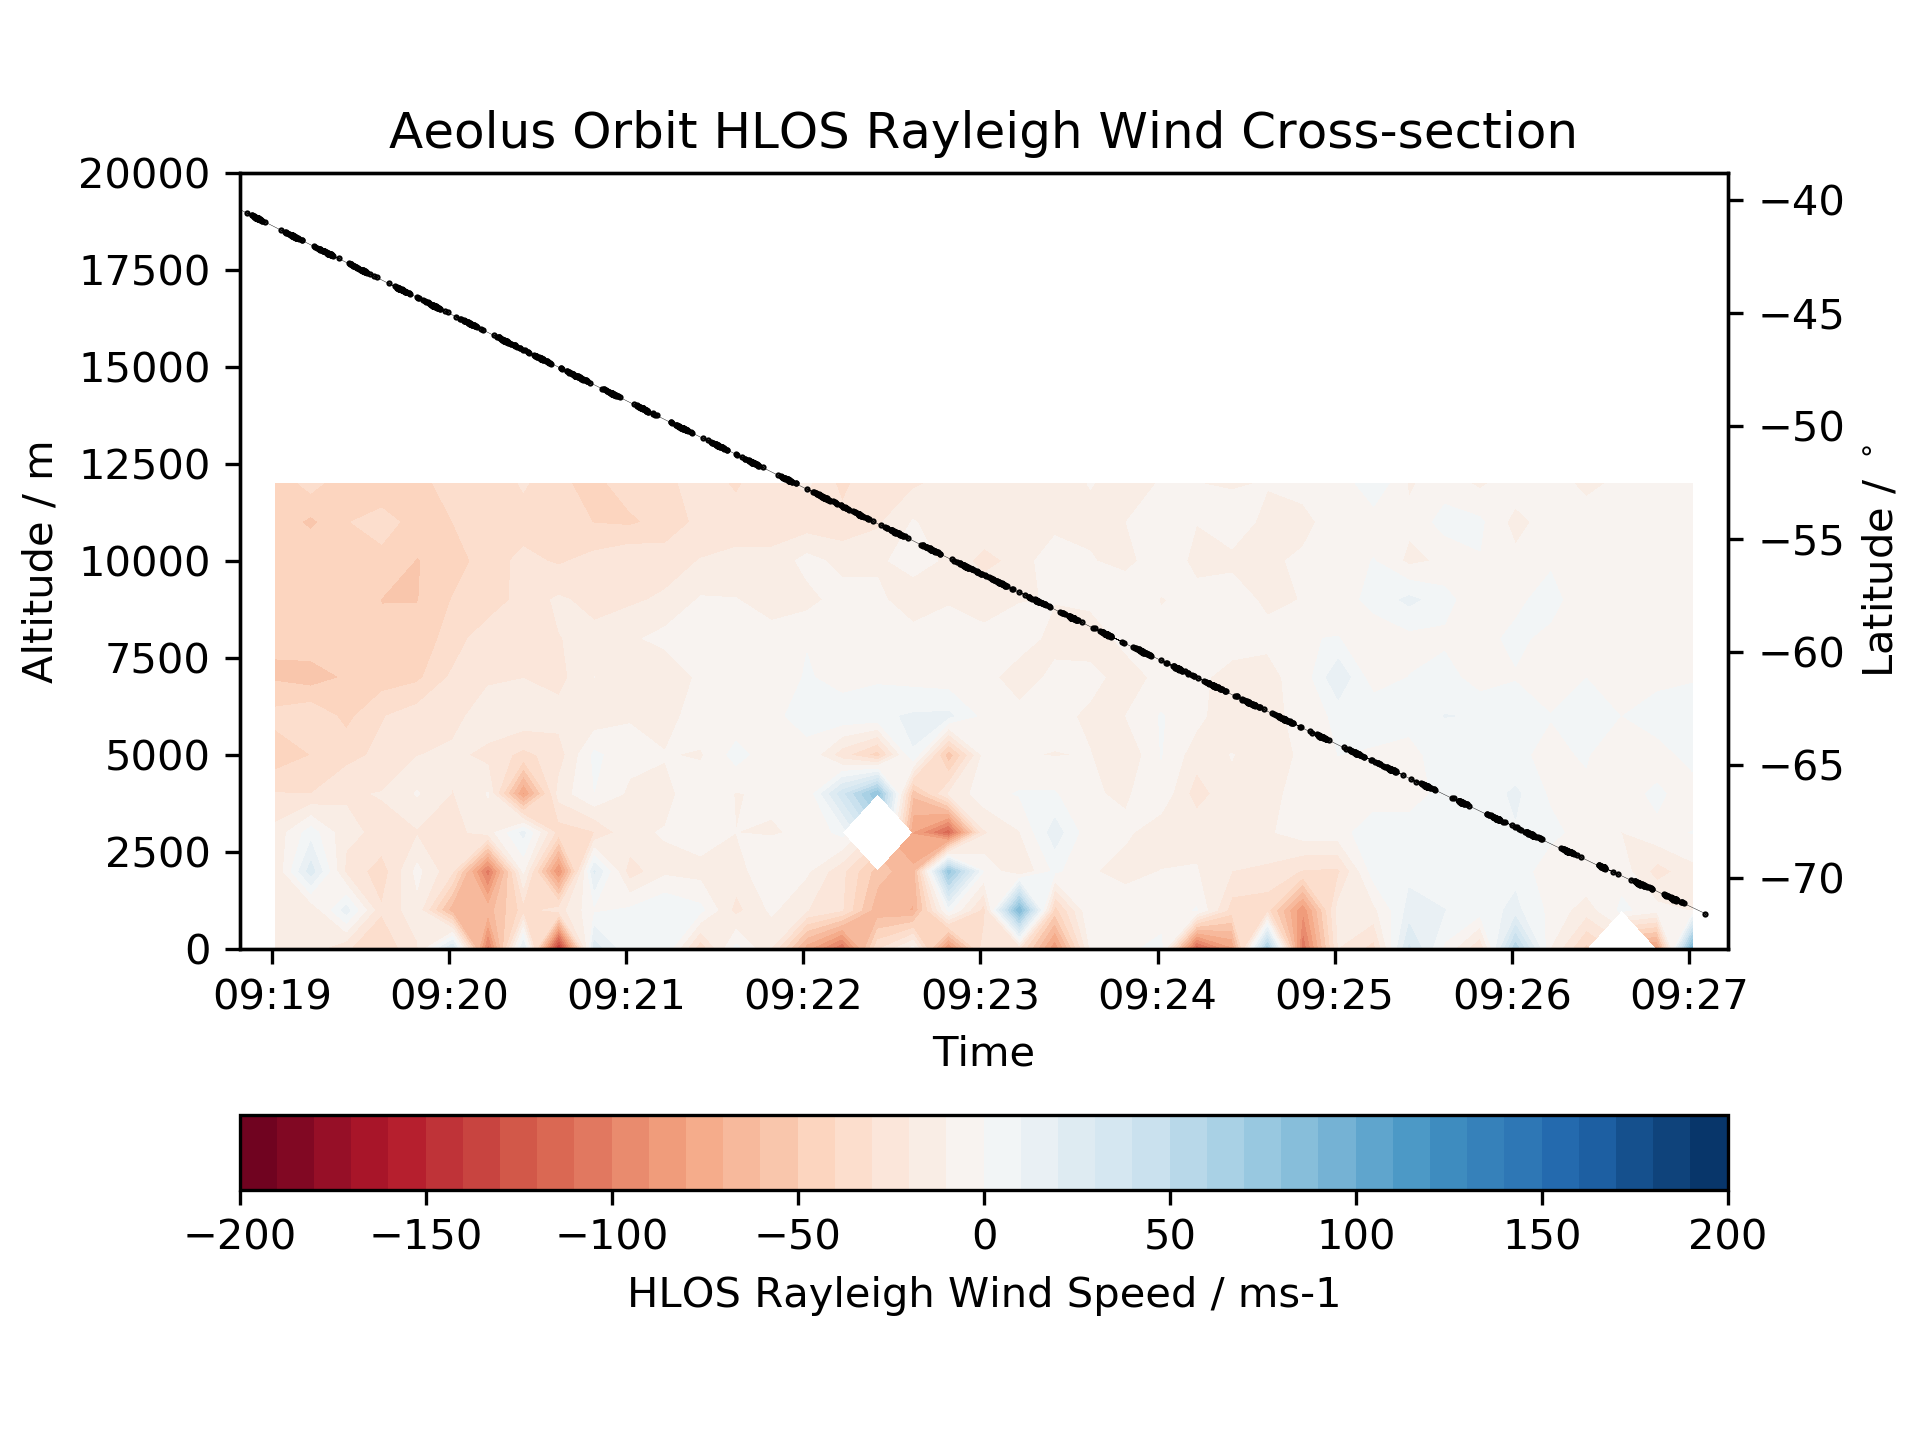 Aeolus Orbit HLOS Rayleigh Wind Cross-section
20000
17500
15000
12500
10000
7500
5000
2500
0
Altitude / m
−40
−45
−50
−55
−60
−65
−70
Latitude / °
09:19 09:20 09:21 09:22 09:23 09:24 09:25 09:26 09:27
Time
−200 −150 −100 −50 0 50 100 150 200
HLOS Rayleigh Wind Speed / ms-1